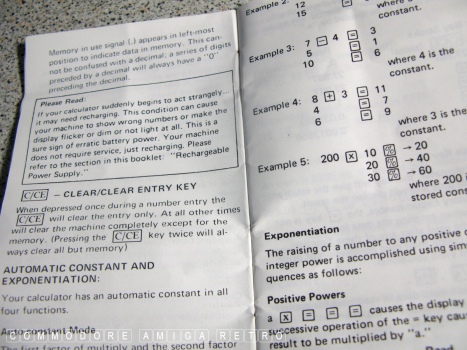 Memory in use signal (.) appears in left-most
position to indicate data in memory. This can-
not be confused with a decimal; a series of digits
preceded by a decimal will always have a "0"
preceding the decimal.
Please Read:
If your calculator suddenly begins to act strangely...
it may need recharging. This condition can cause
your machine to show wrong numbers or make the
display flicker or dim or not light at all. This is a
sure sign of erratic battery power. Your machine
does not require service, just recharging. Please
refer to the section in this booklet: "Rechargeable
Power Supply."
C/CE – CLEAR/CLEAR ENTRY KEY
When depressed once during a number entry the
C/CE will clear the entry only. At all other times
will clear the machine completely except for the
memory. (Pressing the C/CE key twice will al-
ways clear all but memory)
AUTOMATIC CONSTANT AND
EXPONENTIATION:
Your calculator has an automatic constant in all
four functions.
Autoconstant Mode
The first factor of multiply and the second factor
Example 2:
12
15
where
constant.
Example 3: 7 − 4 = 3
5 = 1
10 = 6
where 4 is the
constant.
Example 4: 8 + 3 = 11
4 = 7
6 = 9
where 3 is the
constant.
Example 5: 200 X 10 % → 20
20 % → 40
30 % → 60
where 200 i
stored cont
Exponentiation
The raising of a number to any positive o
integer power is accomplished using sim
quences as follows:
Positive Powers
a X = = = causes the display
successive operation of the = key cau
result to be multiplied by "a."
COMMODORE AMIGA RETRO